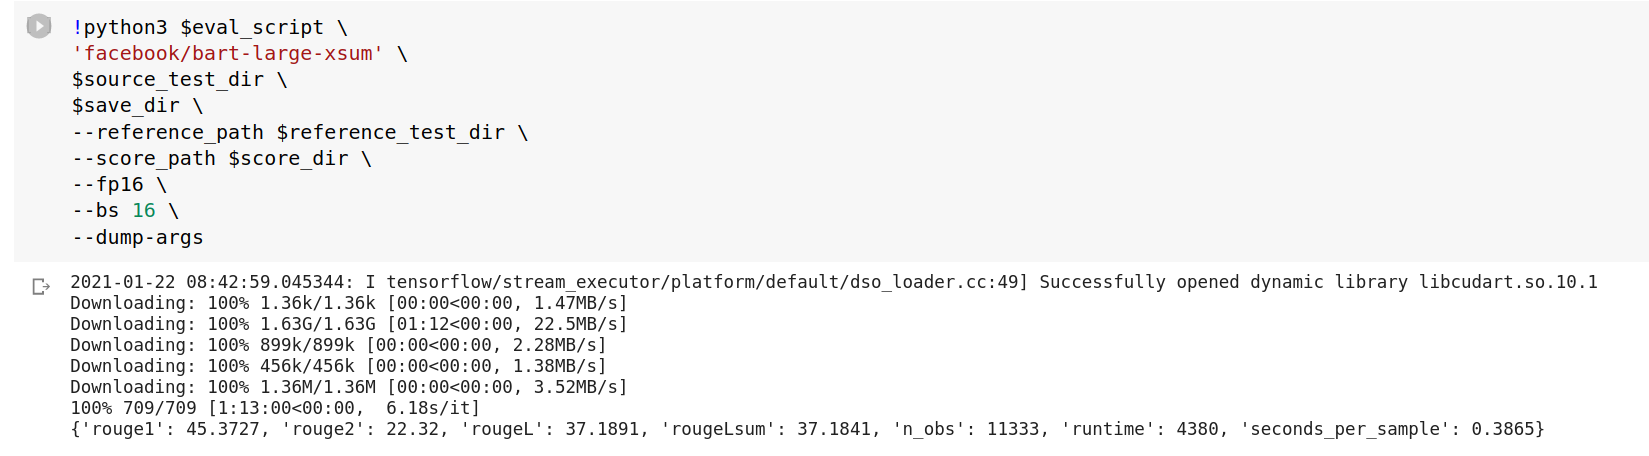 !python3 $eval_script \
'facebook/bart-large-xsum' \
$source_test_dir \
$save_dir \
--reference_path $reference_test_dir \
--score_path $score_dir \
--fp16 \
--bs 16 \
--dump-args
2021-01-22 08:42:59.045344: I tensorflow/stream_executor/platform/default/dso_loader.cc:49] Successfully opened dynamic library libcudart.so.10.1
Downloading: 100% 1.36k/1.36k [00:00<00:00, 1.47MB/s]
Downloading: 100% 1.63G/1.63G [01:12<00:00, 22.5MB/s]
Downloading: 100% 899k/899k [00:00<00:00, 2.28MB/s]
Downloading: 100% 456k/456k [00:00<00:00, 1.38MB/s]
Downloading: 100% 1.36M/1.36M [00:00<00:00, 3.52MB/s]
100% 709/709 [1:13:00<00:00,  6.18s/it]
{'rouge1': 45.3727, 'rouge2': 22.32, 'rougeL': 37.1891, 'rougeLsum': 37.1841, 'n_obs': 11333, 'runtime': 4380, 'seconds_per_sample': 0.3865}